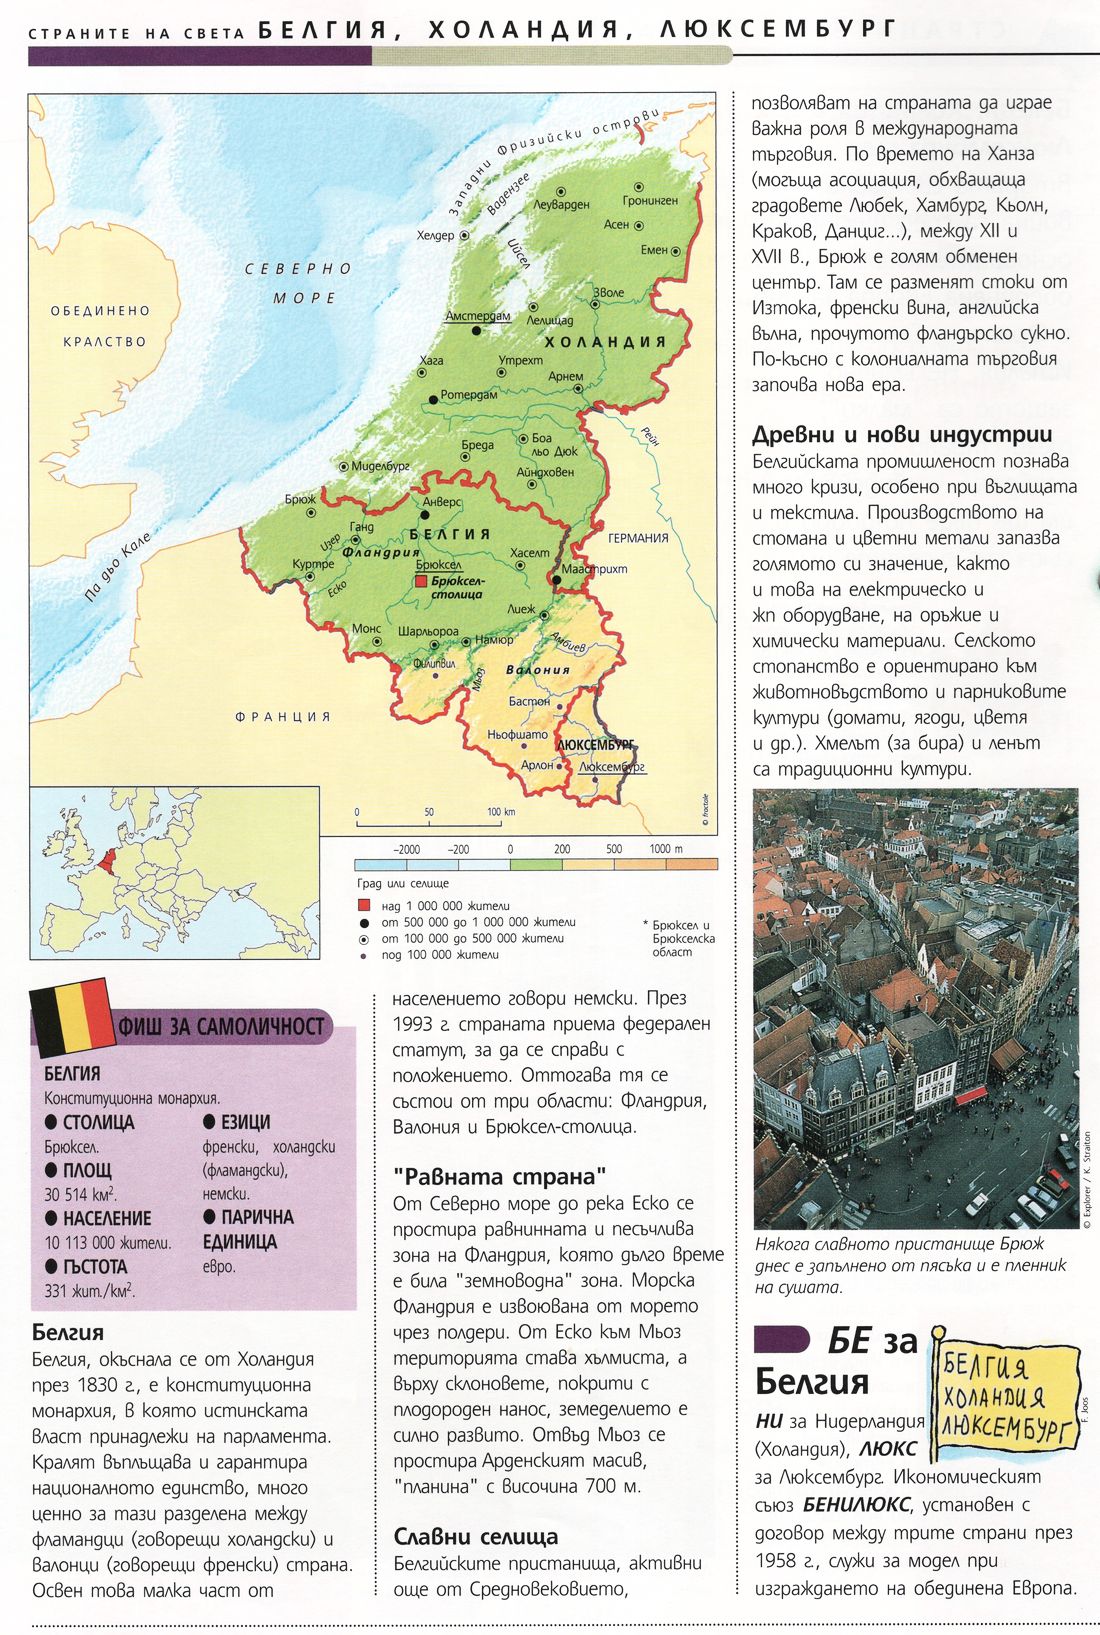 СТРАНИТЕ НА СВЕТА БЕЛГИЯ, ХОЛАНДИЯ, ЛЮКСЕМБУРГ
Западни Фризийски острови
Ваденzee
Леуварден
Гронинген
Хелдер
Асен
Ийсел
Емен
СЕВЕРНО
МОРЕ
Зволе
ОБЕДИНЕНО
КРАЛСТВО
Амстердам
Лелищад
ХОЛАНДИЯ
Хага
Утрехт
Арнем
Ротердам
Рейн
Бреда
Боа
льо Дюк
Миделбург
Айндховен
Брюж
Анверс
Ганд
БЕЛГИЯ
Изер
Фландрия
ГЕРМАНИЯ
Па дьо Кале
Куртре
Брюксел
Хаселт
Маастрихт
Еско
Брюксел-
столица
Лиеж
Монс
Шарльороа
Намюр
Амблев
Филипвил
Мьоз
Валония
Бастон
ФРАНЦИЯ
Ньофшато
ЛЮКСЕМБУРГ
Арлон
Люксембург
0 50 100 km
© fractale
−2000 −200 0 200 500 1000 m
Град или селище
над 1 000 000 жители
от 500 000 до 1 000 000 жители
от 100 000 до 500 000 жители
под 100 000 жители
* Брюксел и
Брюкселска
област
ФИШ ЗА САМОЛИЧНОСТ
БЕЛГИЯ
Конституционна монархия.
● СТОЛИЦА
Брюксел.
● ПЛОЩ
30 514 км².
● НАСЕЛЕНИЕ
10 113 000 жители.
● ГЪСТОТА
331 жит./км².
● ЕЗИЦИ
френски, холандски
(фламандски),
немски.
● ПАРИЧНА
ЕДИНИЦА
евро.
Белгия
Белгия, окъснала се от Холандия
през 1830 г., е конституционна
монархия, в която истинската
власт принадлежи на парламента.
Кралят въплъщава и гарантира
националното единство, много
ценно за тази разделена между
фламандци (говорещи холандски) и
валонци (говорещи френски) страна.
Освен това малка част от
населението говори немски. През
1993 г. страната приема федерален
статут, за да се справи с
положението. Оттогава тя се
състои от три области: Фландрия,
Валония и Брюксел-столица.
"Равната страна"
От Северно море до река Еско се
простира равнинната и песъчлива
зона на Фландрия, която дълго време
е била "земноводна" зона. Морска
Фландрия е извоювана от морето
чрез полдери. От Еско към Мьоз
територията става хълмиста, а
върху склоновете, покрити с
плодороден нанос, земеделието е
силно развито. Отвъд Мьоз се
простира Арденският масив,
"планина" с височина 700 м.
Славни селища
Белгийските пристанища, активни
още от Средновековието,
позволяват на страната да играе
важна роля в международната
търговия. По времето на Ханза
(могъща асоциация, обхващаща
градовете Любек, Хамбург, Кьолн,
Краков, Данциг...), между XII и
XVII в., Брюж е голям обменен
център. Там се разменят стоки от
Изтока, френски вина, английска
вълна, прочутото фландърско сукно.
По-късно с колониалната търговия
започва нова ера.
Древни и нови индустрии
Белгийската промишленост познава
много кризи, особено при въглищата
и текстила. Производството на
стомана и цветни метали запазва
голямото си значение, както
и това на електрическо и
жп оборудване, на оръжие и
химически материали. Селското
стопанство е ориентирано към
животновъдството и парниковите
култури (домати, ягоди, цветя
и др.). Хмелът (за бира) и ленът
са традиционни култури.
© Explorer / K. Straiton
Някога славното пристанище Брюж
днес е запълнено от пясъка и е пленник
на сушата.
БЕ за
Белгия
БЕЛГИЯ
ХОЛАНДИЯ
ЛЮКСЕМБУРГ
F. Joos
НИ за Нидерландия
(Холандия), ЛЮКС
за Люксембург. Икономическият
съюз БЕНИЛЮКС, установен с
договор между трите страни през
1958 г., служи за модел при
изграждането на обединена Европа.